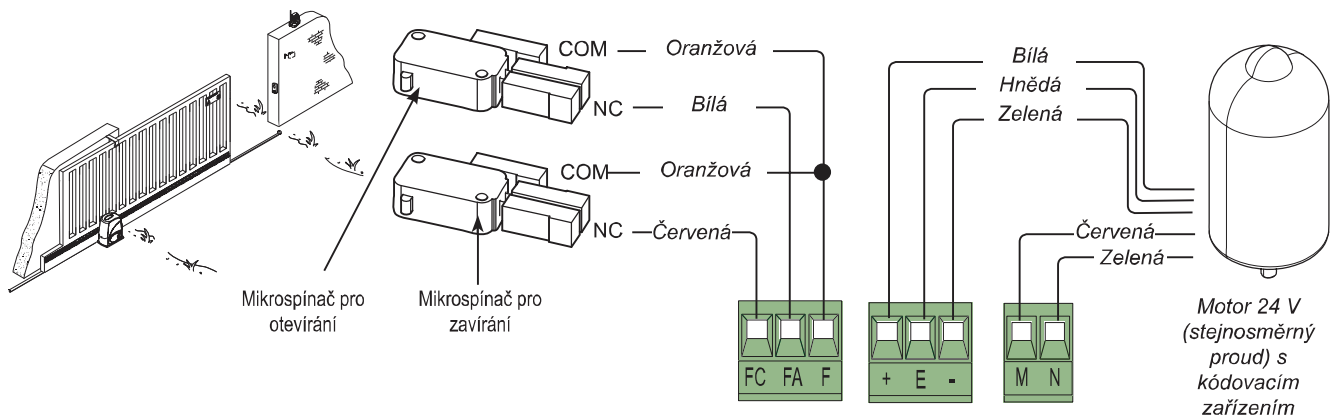 COM Oranžová
NC Bílá
COM Oranžová
NC Červená
Mikrospínač pro
otevírání
Mikrospínač pro
zavírání
FC FA F
Bílá
Hnědá
Zelená
Červená
Zelená
+ E -
M N
Motor 24 V
(stejnosměrný
proud) s
kódovacím
zařízením